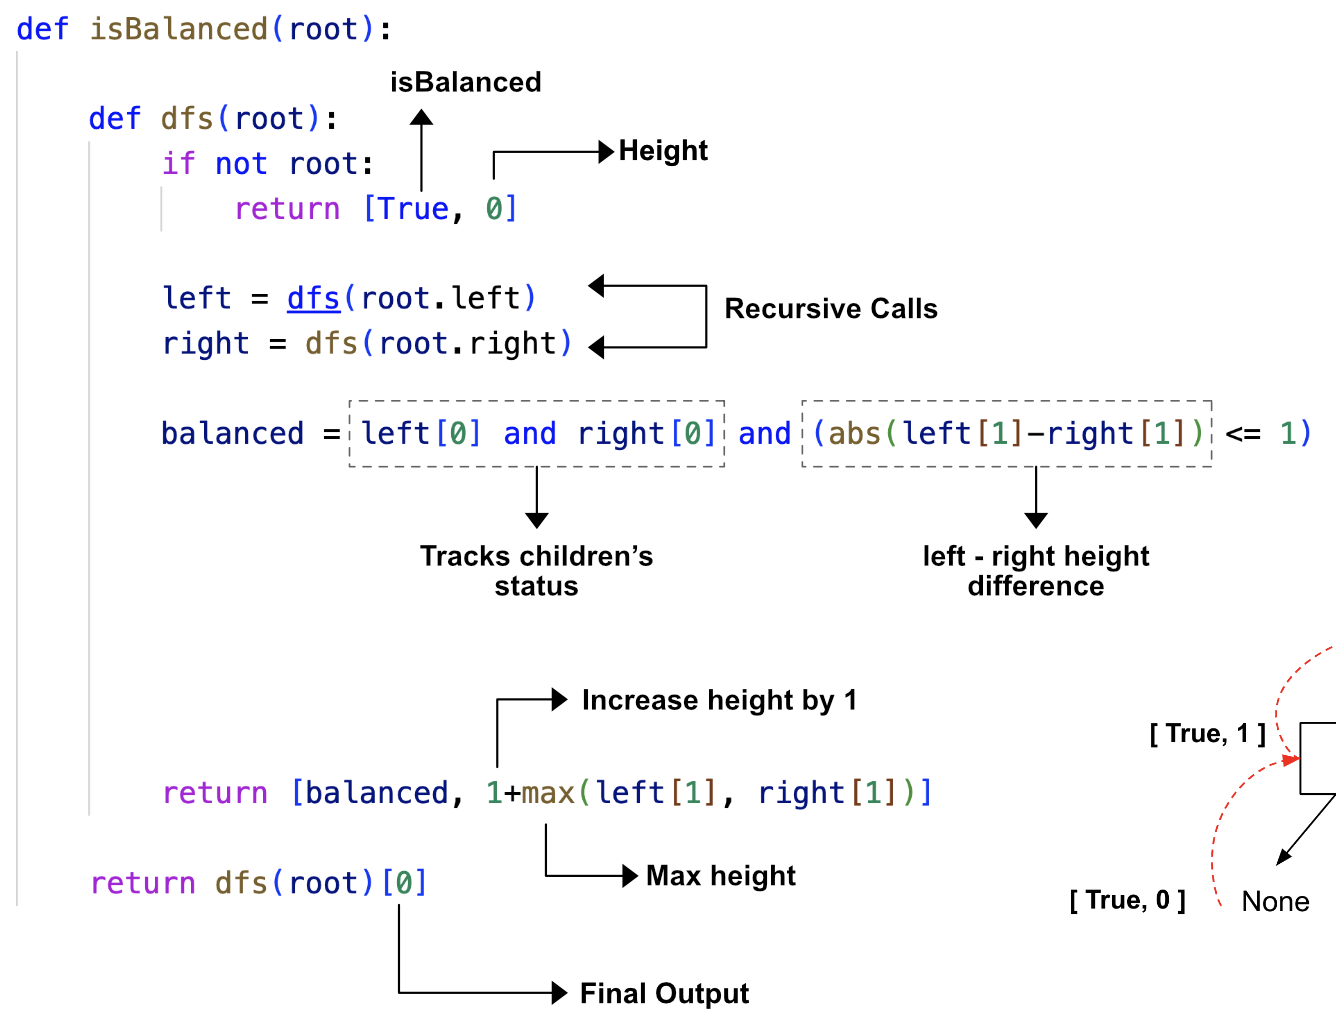 def isBalanced(root):
isBalanced
def dfs(root):
if not root:
Height
return [True, 0]
left = dfs(root.left)
Recursive Calls
right = dfs(root.right)
balanced = left[0] and right[0] and (abs(left[1]-right[1]) <= 1)
Tracks children’s
status
left - right height
difference
Increase height by 1
[ True, 1 ]
return [balanced, 1+max(left[1], right[1])]
Max height
return dfs(root)[0]
[ True, 0 ]
None
Final Output